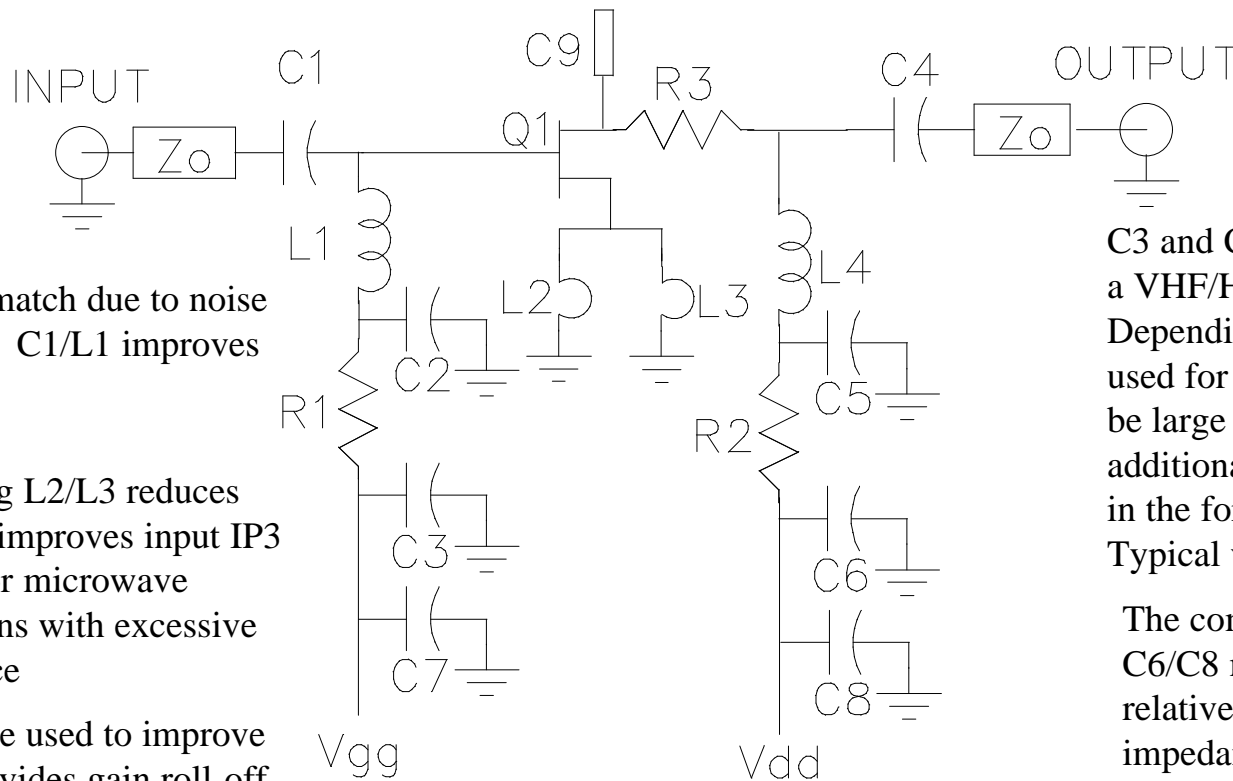 INPUT
C1
C9
R3
C4
OUTPUT
Zo
Q1
Zo
L1
L2
L3
L4
match due to noise
C1/L1 improves
C2
R1
C5
R2
g L2/L3 reduces
improves input IP3
r microwave
ns with excessive
ce
C3
C7
C6
C8
e used to improve
vides gain roll-off
Vgg
Vdd
C3 and
a VHF/H
Dependi
used for
be large
additiona
in the for
Typical
The con
C6/C8
relative
impedan